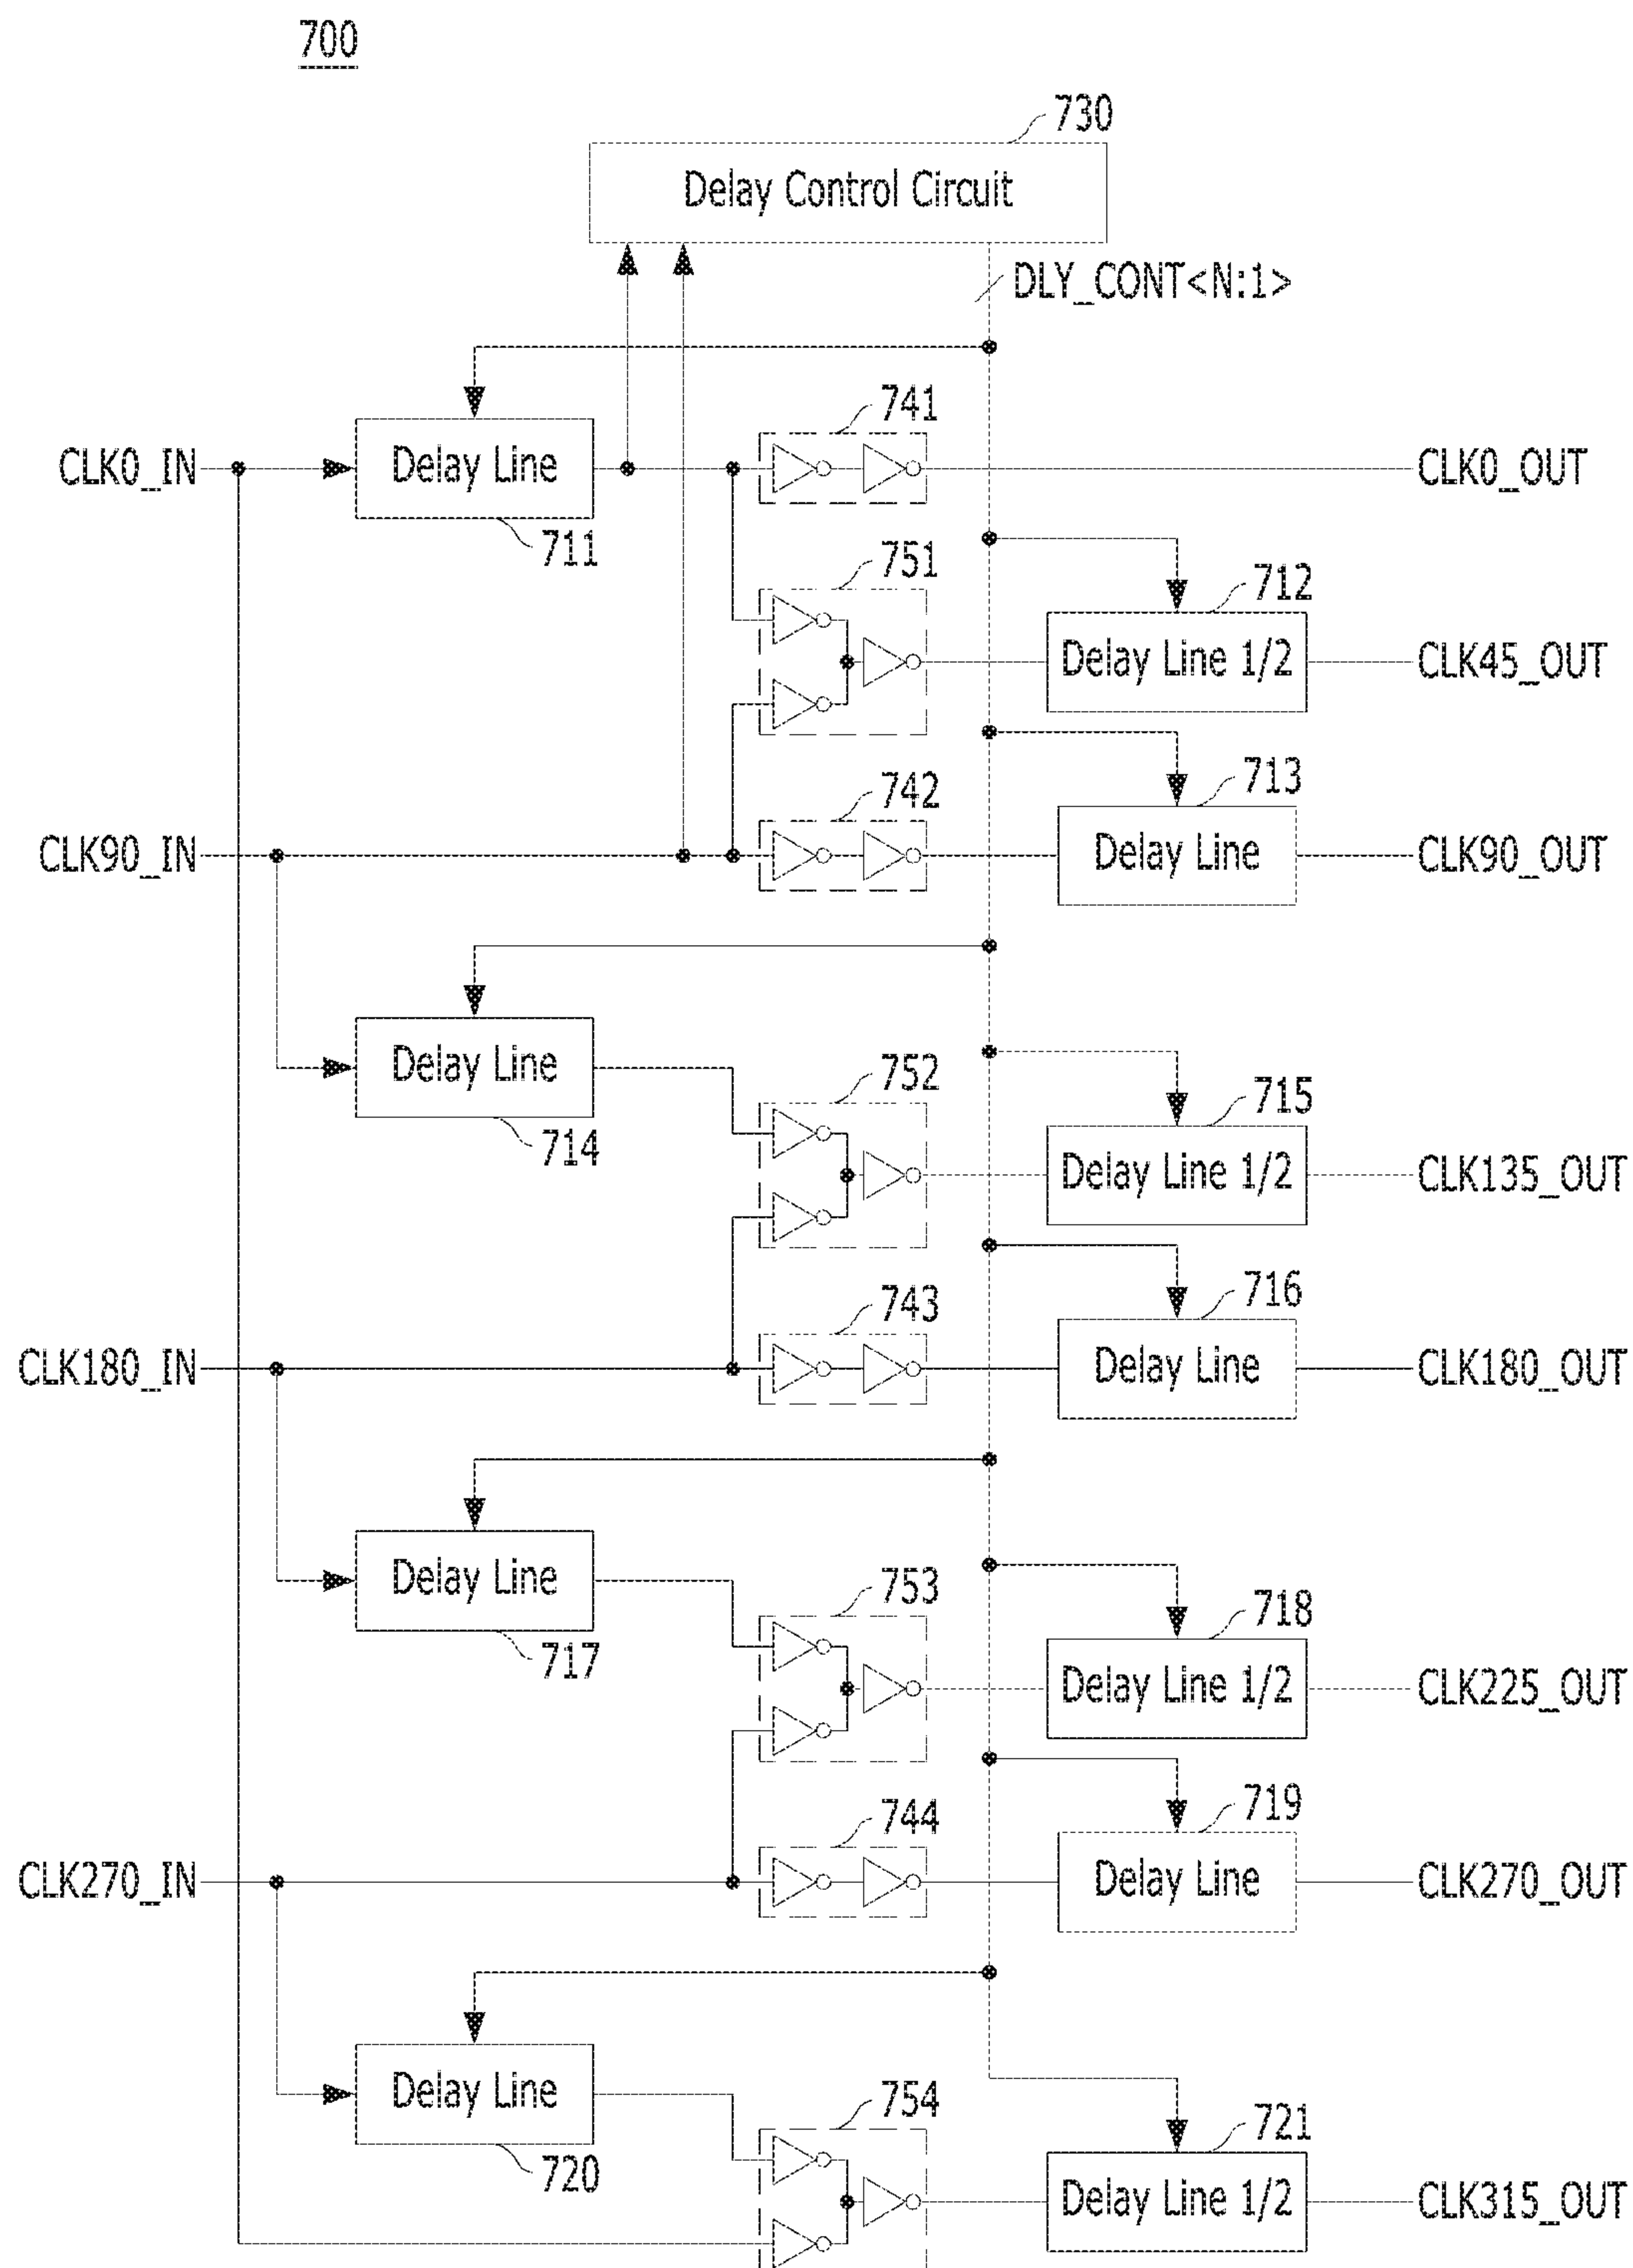 700
730
Delay Control Circuit
DLY_CONT<N:1>
741
CLK0_IN
Delay Line
CLK0_OUT
711
751
712
Delay Line 1/2
CLK45_OUT
742
713
CLK90_IN
Delay Line
CLK90_OUT
Delay Line
714
752
715
Delay Line 1/2
CLK135_OUT
743
716
CLK180_IN
Delay Line
CLK180_OUT
Delay Line
717
753
718
Delay Line 1/2
CLK225_OUT
744
719
CLK270_IN
Delay Line
CLK270_OUT
Delay Line
720
754
721
Delay Line 1/2
CLK315_OUT